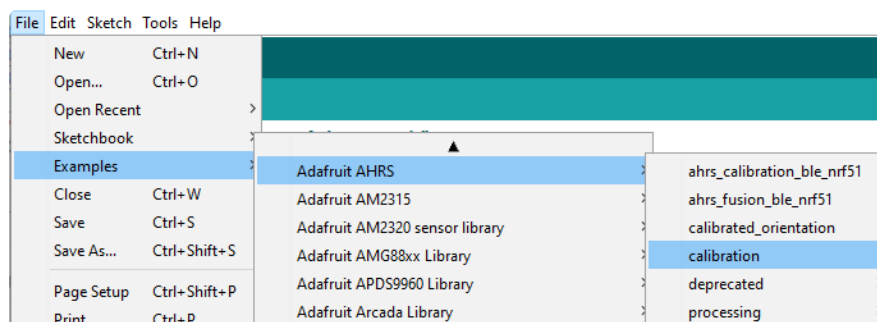 File Edit Sketch Tools Help
New Ctrl+N
Open... Ctrl+O
Open Recent
Sketchbook
Examples
Close Ctrl+W
Save Ctrl+S
Save As... Ctrl+Shift+S
Page Setup Ctrl+Shift+P
Print Ctrl+P
Adafruit AHRS
Adafruit AM2315
Adafruit AM2320 sensor library
Adafruit AMG88xx Library
Adafruit APDS9960 Library
Adafruit Arcada Library
ahrs_calibration_ble_nrf51
ahrs_fusion_ble_nrf51
calibrated_orientation
calibration
deprecated
processing